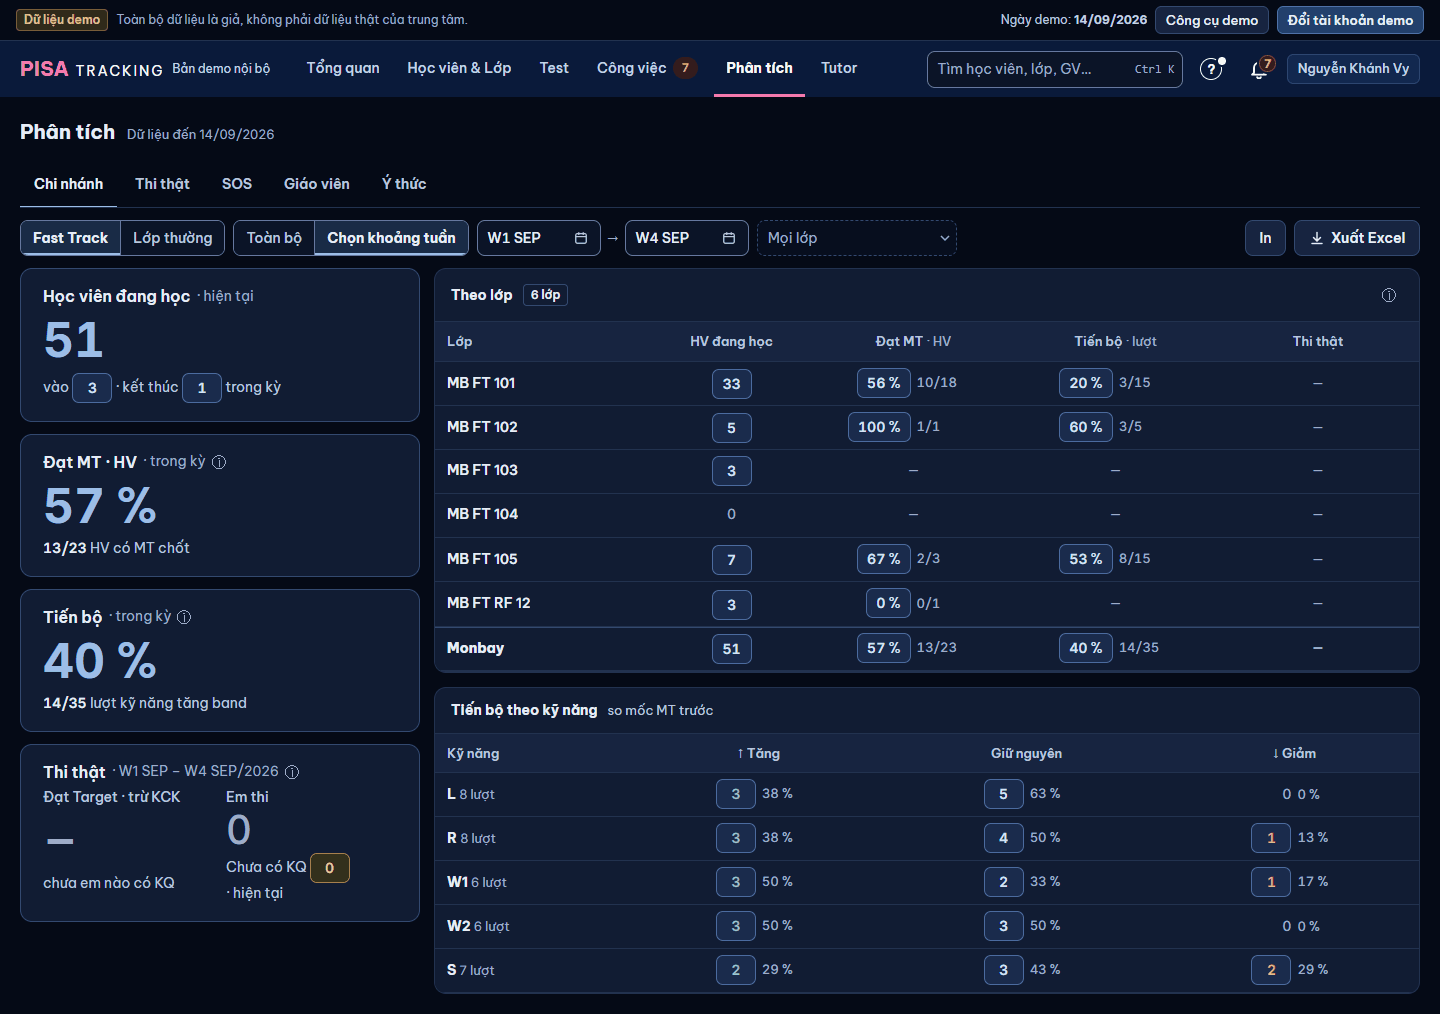 Dữ liệu demo Toàn bộ dữ liệu là giả, không phải dữ liệu thật của trung tâm. Ngày demo: 14/09/2026 Công cụ demo Đổi tài khoản demo
PISA TRACKING Bản demo nội bộ Tổng quan Học viên & Lớp Test Công việc 7 Phân tích Tutor Tìm học viên, lớp, GV... Ctrl K ? 7 Nguyễn Khánh Vy
Phân tích Dữ liệu đến 14/09/2026
Chi nhánh Thi thật SOS Giáo viên Ý thức
Fast Track Lớp thường Toàn bộ Chọn khoảng tuần W1 SEP → W4 SEP Mọi lớp In Xuất Excel
Học viên đang học · hiện tại
51
vào 3 · kết thúc 1 trong kỳ
Đạt MT · HV · trong kỳ
57 %
13/23 HV có MT chốt
Tiến bộ · trong kỳ
40 %
14/35 lượt kỹ năng tăng band
Thi thật · W1 SEP – W4 SEP/2026
Đạt Target · trừ KCK
–
chưa em nào có KQ
Em thi
0
Chưa có KQ 0
· hiện tại
Theo lớp 6 lớp
Lớp HV đang học Đạt MT · HV Tiến bộ · lượt Thi thật
MB FT 101 33 56 % 10/18 20 % 3/15 –
MB FT 102 5 100 % 1/1 60 % 3/5 –
MB FT 103 3 – – –
MB FT 104 0 – – –
MB FT 105 7 67 % 2/3 53 % 8/15 –
MB FT RF 12 3 0 % 0/1 – –
Monbay 51 57 % 13/23 40 % 14/35 –
Tiến bộ theo kỹ năng so mốc MT trước
Kỹ năng ↑ Tăng Giữ nguyên ↓ Giảm
L 8 lượt 3 38 % 5 63 % 0 0 %
R 8 lượt 3 38 % 4 50 % 1 13 %
W1 6 lượt 3 50 % 2 33 % 1 17 %
W2 6 lượt 3 50 % 3 50 % 0 0 %
S 7 lượt 2 29 % 3 43 % 2 29 %